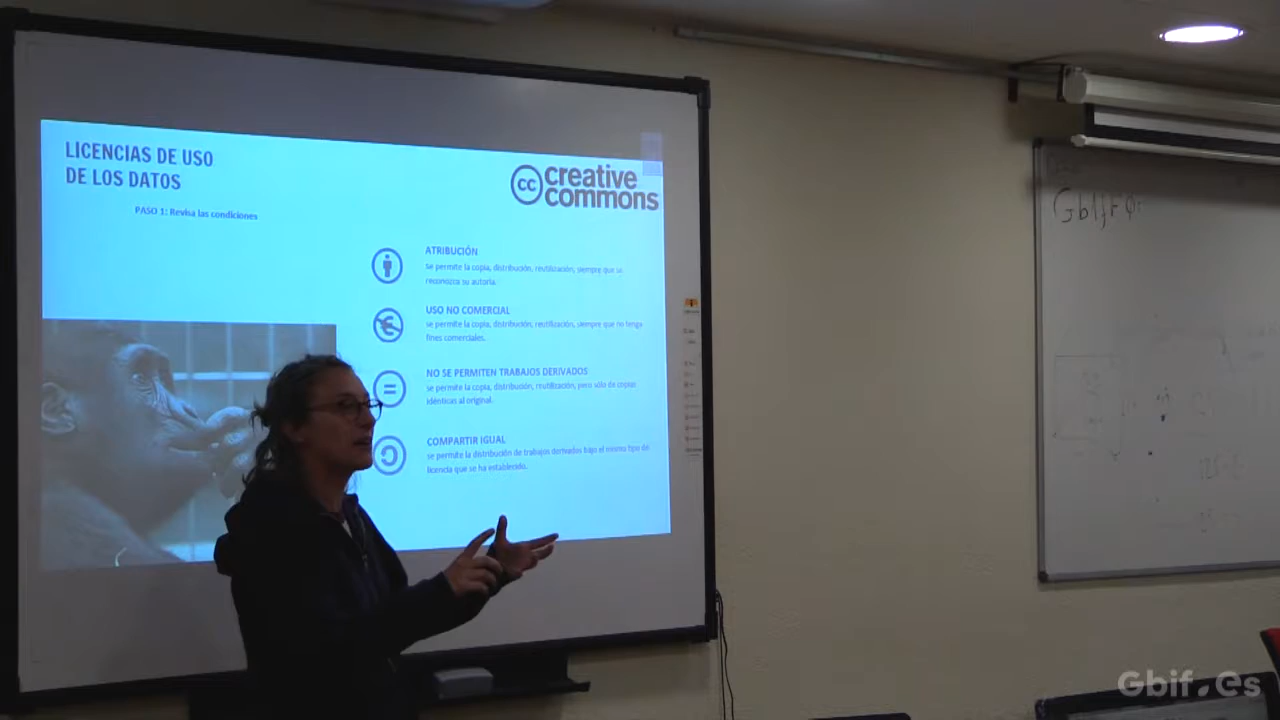 LICENCIAS DE USO
DE LOS DATOS
PASO 1: Revisa las condiciones
cc creative
commons
ATRIBUCIÓN
se permite la copia, distribución, reutilización, siempre que se
reconozca su autoría.
USO NO COMERCIAL
se permite la copia, distribución, reutilización, siempre que no tenga
fines comerciales.
NO SE PERMITEN TRABAJOS DERIVADOS
se permite la copia, distribución, reutilización, pero sólo de copias
idénticas al original.
COMPARTIR IGUAL
se permite la distribución de trabajos derivados bajo el mismo tipo de
licencia que se ha establecido.
Gbif.es